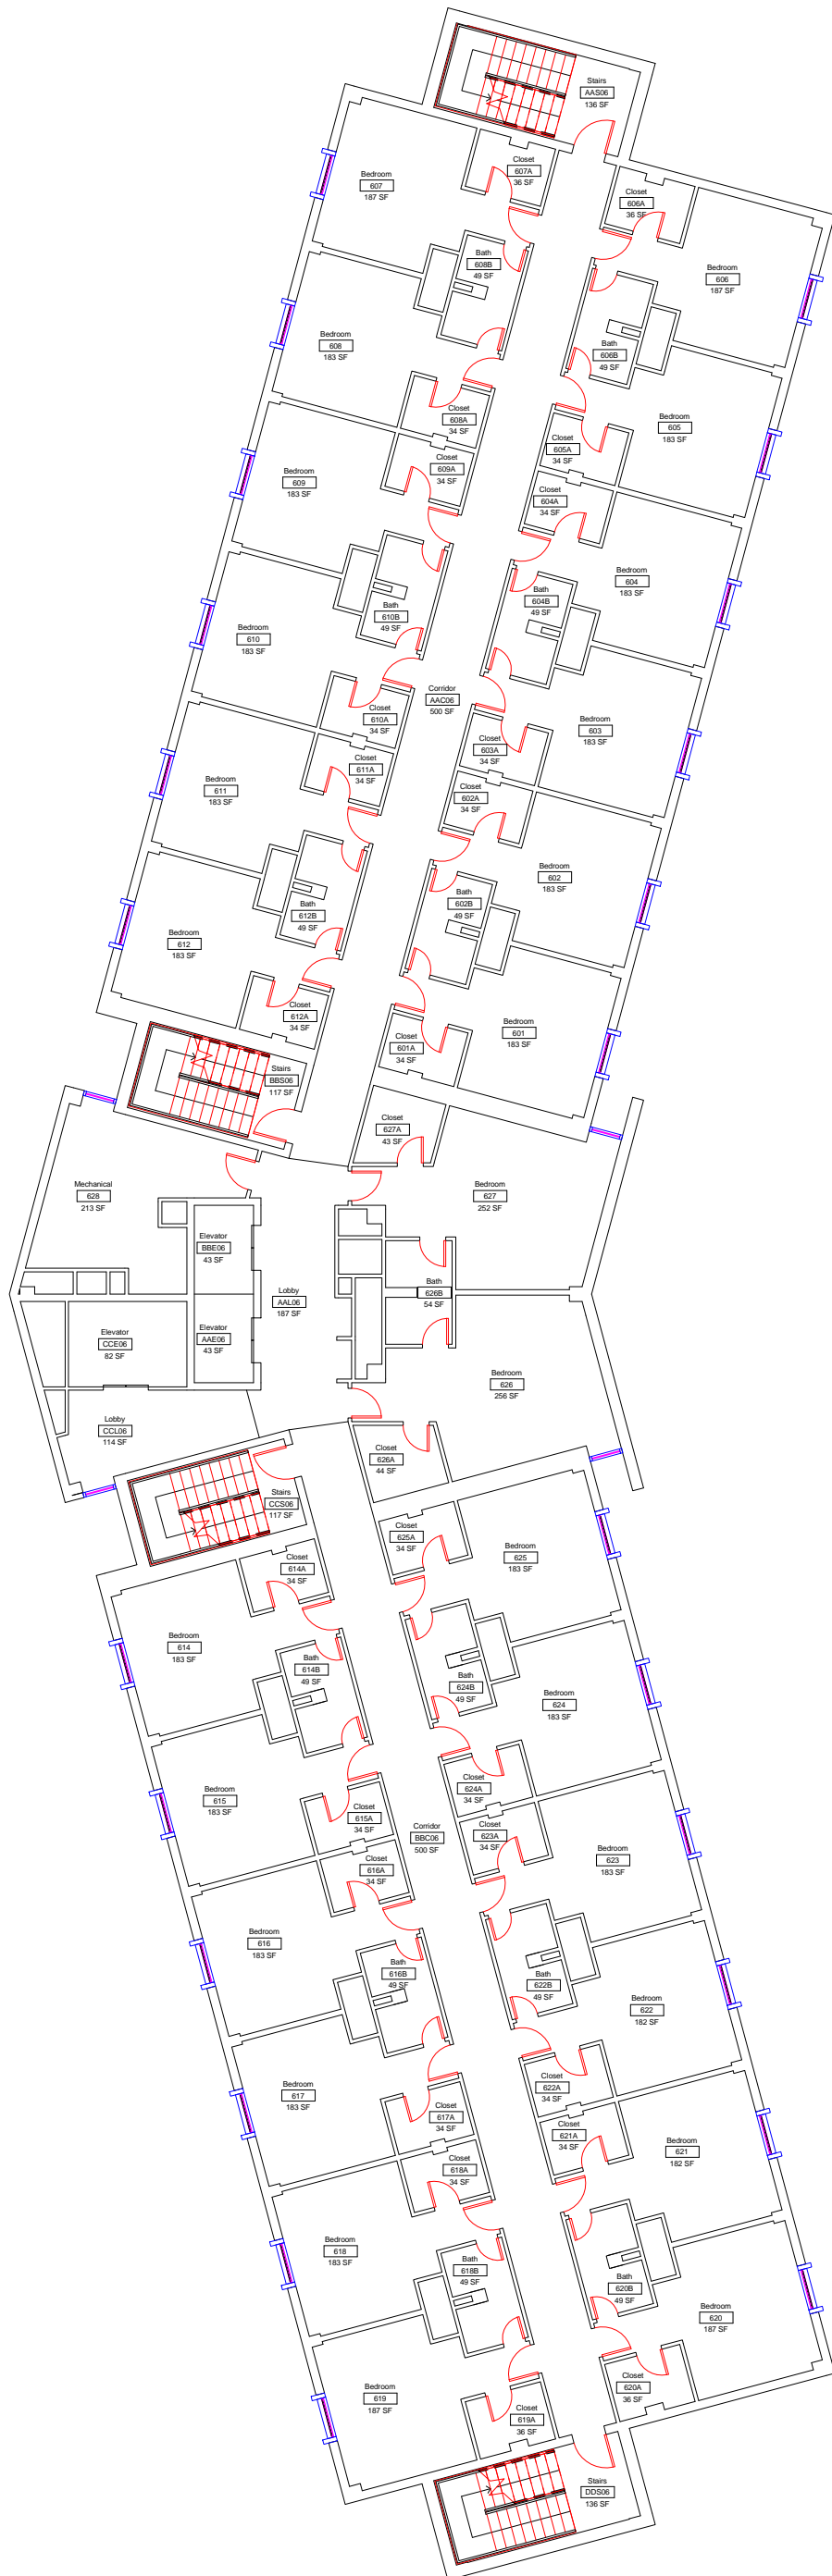 Stairs
AAS06
136 SF
Closet
607A
36 SF
Bedroom
607
187 SF
Closet
606A
36 SF
Bath
608B
49 SF
Bedroom
606
187 SF
Bedroom
608
183 SF
Bath
606B
49 SF
Closet
608A
34 SF
Bedroom
605
183 SF
Closet
605A
34 SF
Closet
609A
34 SF
Bedroom
609
183 SF
Closet
604A
34 SF
Bedroom
604
183 SF
Bath
604B
49 SF
Bath
610B
49 SF
Bedroom
610
183 SF
Corridor
AAC06
500 SF
Closet
610A
34 SF
Bedroom
603
183 SF
Closet
603A
34 SF
Closet
611A
34 SF
Bedroom
611
183 SF
Closet
602A
34 SF
Bedroom
602
183 SF
Bath
602B
49 SF
Bath
612B
49 SF
Bedroom
612
183 SF
Closet
612A
34 SF
Bedroom
601
183 SF
Closet
601A
34 SF
Stairs
BBS06
117 SF
Closet
627A
43 SF
Mechanical
628
213 SF
Bedroom
627
252 SF
Elevator
BBE06
43 SF
Bath
626B
54 SF
Lobby
AAL06
187 SF
Elevator
CCE06
82 SF
Elevator
AAE06
43 SF
Bedroom
626
256 SF
Lobby
CCL06
114 SF
Closet
626A
44 SF
Stairs
CCS06
117 SF
Closet
625A
34 SF
Bedroom
625
183 SF
Closet
614A
34 SF
Bedroom
614
183 SF
Bath
614B
49 SF
Bath
624B
49 SF
Bedroom
624
183 SF
Bedroom
615
183 SF
Closet
624A
34 SF
Closet
615A
34 SF
Corridor
BBC06
500 SF
Closet
623A
34 SF
Bedroom
623
183 SF
Closet
616A
34 SF
Bedroom
616
183 SF
Bath
616B
49 SF
Bath
622B
49 SF
Bedroom
622
182 SF
Bedroom
617
183 SF
Closet
622A
34 SF
Closet
617A
34 SF
Closet
621A
34 SF
Bedroom
621
182 SF
Closet
618A
34 SF
Bedroom
618
183 SF
Bath
618B
49 SF
Bath
620B
49 SF
Bedroom
620
187 SF
Bedroom
619
187 SF
Closet
620A
36 SF
Closet
619A
36 SF
Stairs
DDS06
136 SF